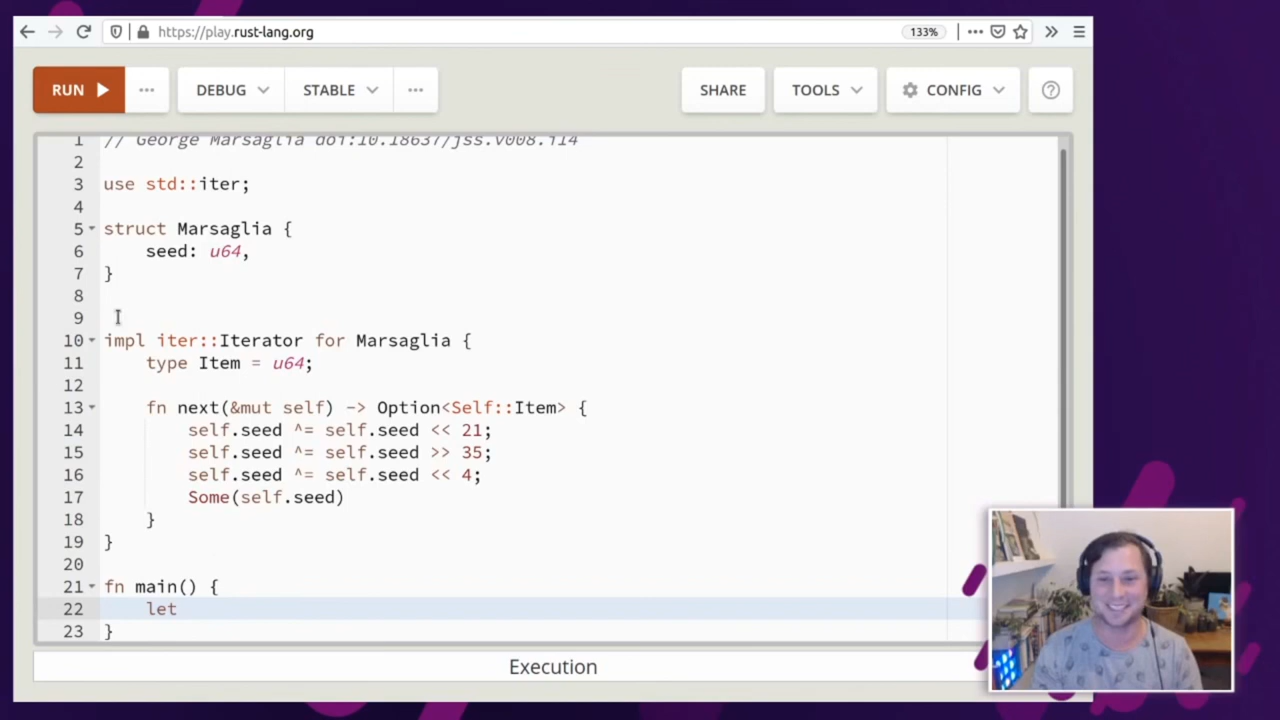 https://play.rust-lang.org
133%
RUN
DEBUG
STABLE
SHARE
TOOLS
CONFIG
1 // George Marsaglia doi:10.18637/jss.v008.i14
2
3 use std::iter;
4
5 struct Marsaglia {
6 seed: u64,
7 }
8
9
10 impl iter::Iterator for Marsaglia {
11 type Item = u64;
12
13 fn next(&mut self) -> Option<Self::Item> {
14 self.seed ^= self.seed << 21;
15 self.seed ^= self.seed >> 35;
16 self.seed ^= self.seed << 4;
17 Some(self.seed)
18 }
19 }
20
21 fn main() {
22 let
23 }
Execution